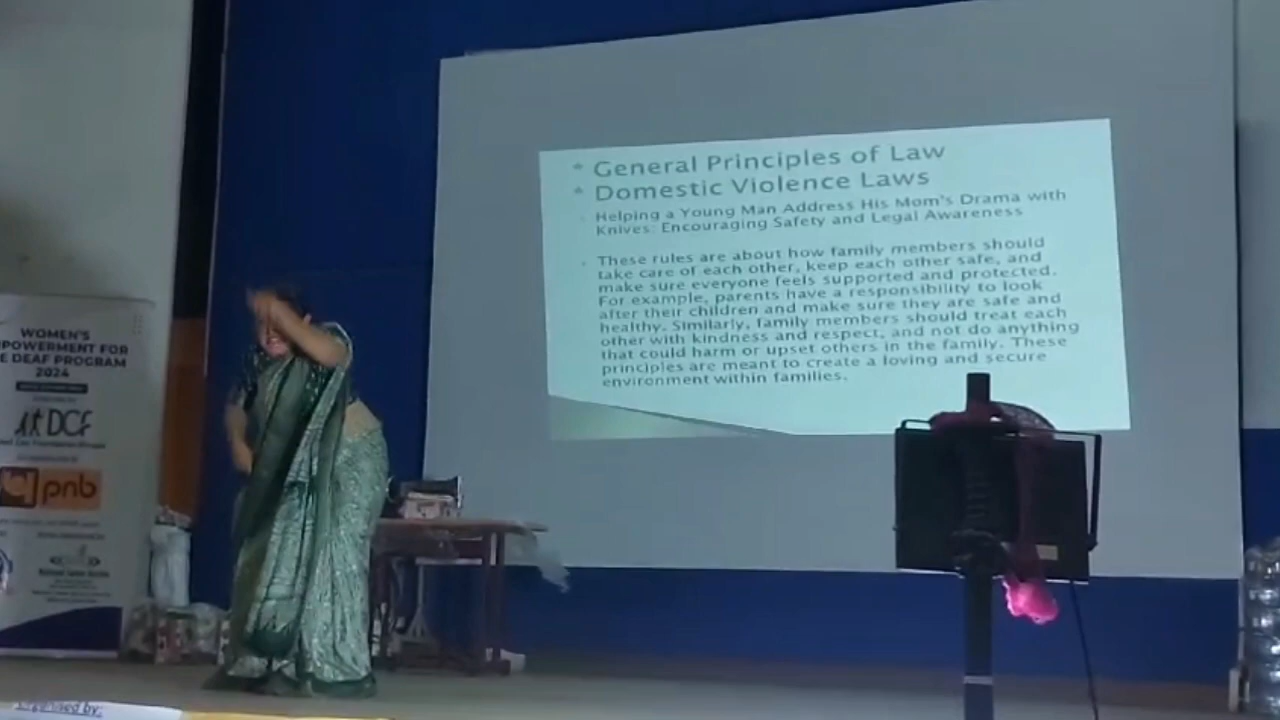 General Principles of Law
Domestic Violence Laws
Helping a Young Man Address His Mom's Drama with
Knives: Encouraging Safety and Legal Awareness
These rules are about how family members should
take care of each other, keep each other safe, and
make sure everyone feels supported and protected.
For example, parents have a responsibility to look
after their children and make sure they are safe and
healthy. Similarly, family members should treat each
other with kindness and respect, and not do anything
that could harm or upset others in the family. These
principles are meant to create a loving and secure
environment within families.
WOMEN'S
FOR
DEAF PROGRAM
2024
DCF
pnb
Organised by: